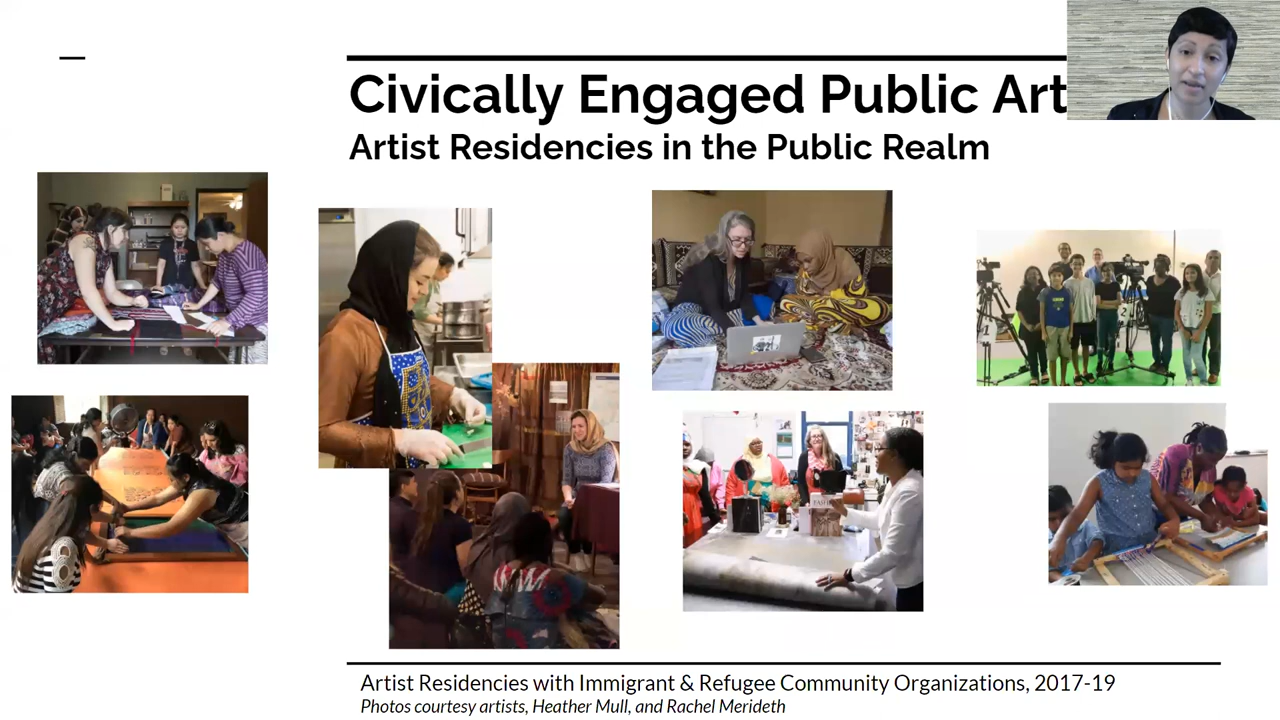 Civically Engaged Public Art
Artist Residencies in the Public Realm
Artist Residencies with Immigrant & Refugee Community Organizations, 2017-19
Photos courtesy artists, Heather Mull, and Rachel Merideth